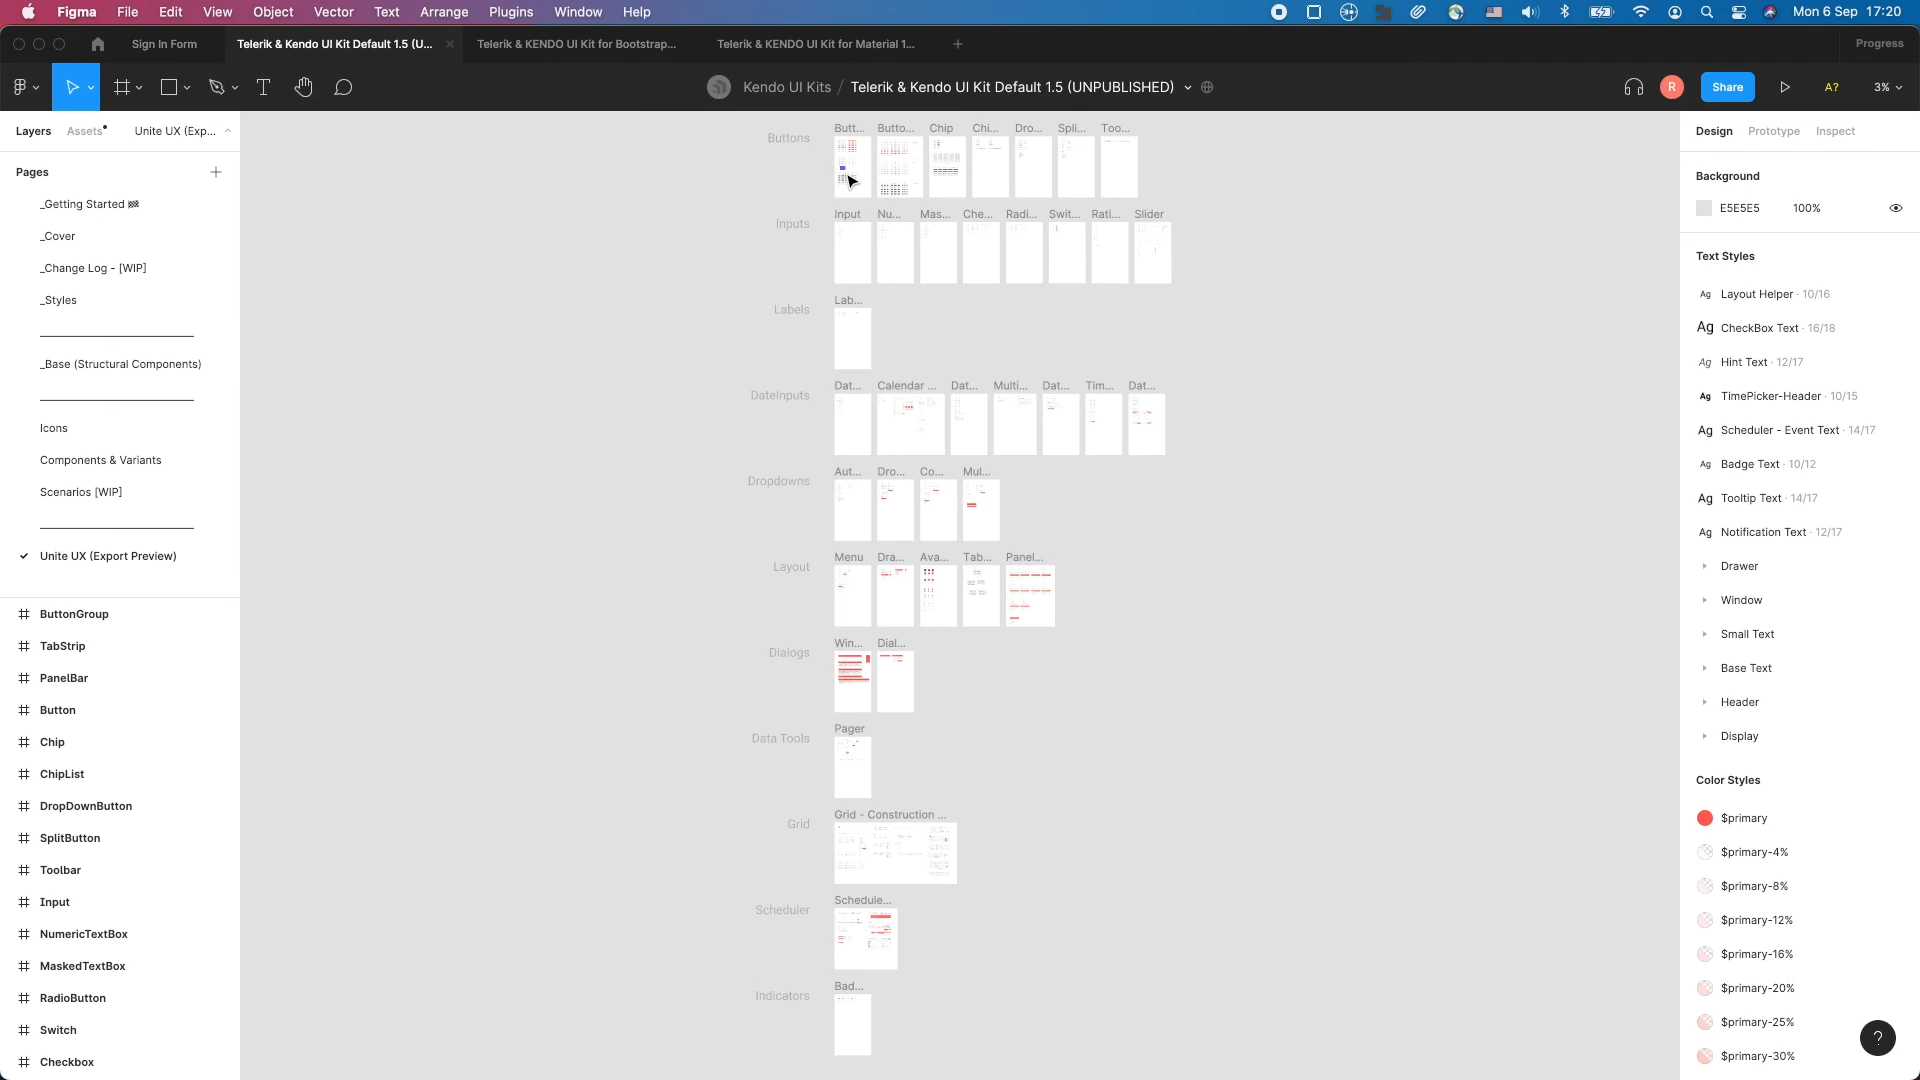 Figma File Edit View Object Vector Text Arrange Plugins Window Help Mon 6 Sep 17:20
Sign In Form Telerik & Kendo UI Kit Default 1.5 (U... Telerik & KENDO UI Kit for Bootstrap... Telerik & KENDO UI Kit for Material 1... Progress
Kendo UI Kits / Telerik & Kendo UI Kit Default 1.5 (UNPUBLISHED) R Share A? 3%
Layers Assets Unite UX (Exp...
Pages
_Getting Started
_Cover
_Change Log - [WIP]
_Styles
_Base (Structural Components)
Icons
Components & Variants
Scenarios [WIP]
Unite UX (Export Preview)
ButtonGroup
TabStrip
PanelBar
Button
Chip
ChipList
DropDownButton
SplitButton
Toolbar
Input
NumericTextBox
MaskedTextBox
RadioButton
Switch
Checkbox
Buttons
Butt... Butto... Chip Chi... Dro... Spli... Too...
Inputs
Input Nu... Mas... Che... Radi... Swit... Rati... Slider
Labels
Lab...
DateInputs
Dat... Calendar ... Dat... Multi... Dat... Tim... Dat...
Dropdowns
Aut... Dro... Co... Mul...
Layout
Menu Dra... Ava... Tab... Panel...
Dialogs
Win... Dial...
Data Tools
Pager
Grid
Grid - Construction ...
Scheduler
Schedule...
Indicators
Bad...
Design Prototype Inspect
Background
E5E5E5 100%
Text Styles
Ag Layout Helper · 10/16
Ag CheckBox Text · 16/18
Ag Hint Text · 12/17
Ag TimePicker-Header · 10/15
Ag Scheduler - Event Text · 14/17
Ag Badge Text · 10/12
Ag Tooltip Text · 14/17
Ag Notification Text · 12/17
Drawer
Window
Small Text
Base Text
Header
Display
Color Styles
$primary
$primary-4%
$primary-8%
$primary-12%
$primary-16%
$primary-20%
$primary-25%
$primary-30%
?